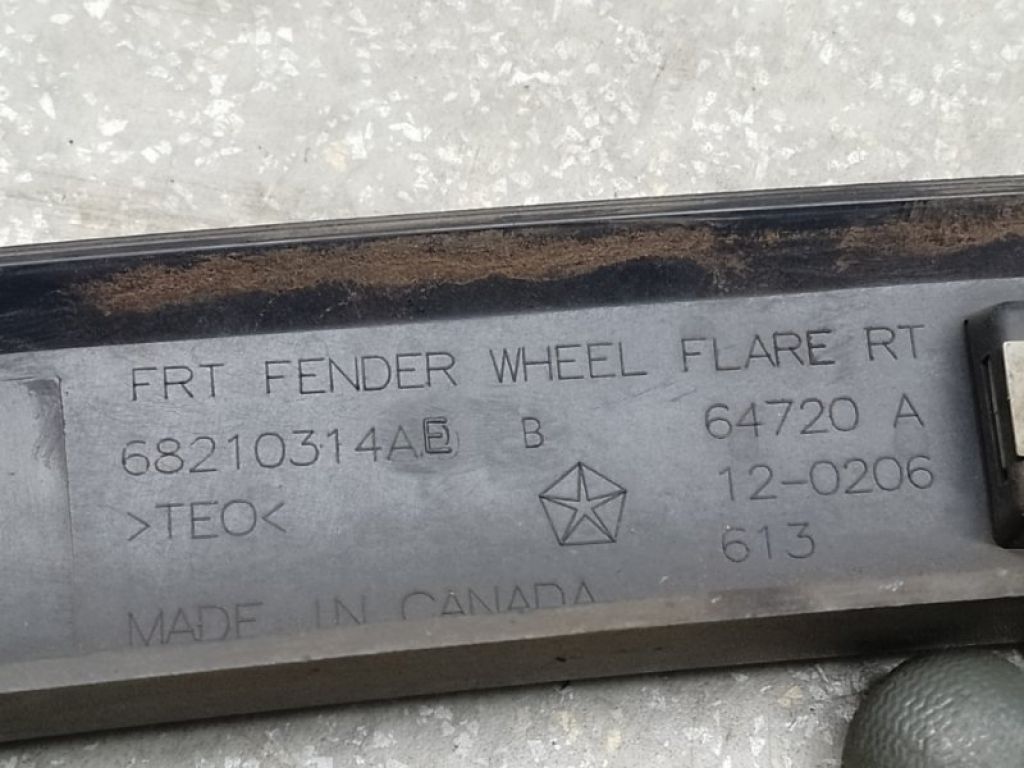 FRT FENDER WHEEL FLARE RT
68210314AE B 64720 A
>TEO< 12-0206
613
MADE IN CANADA